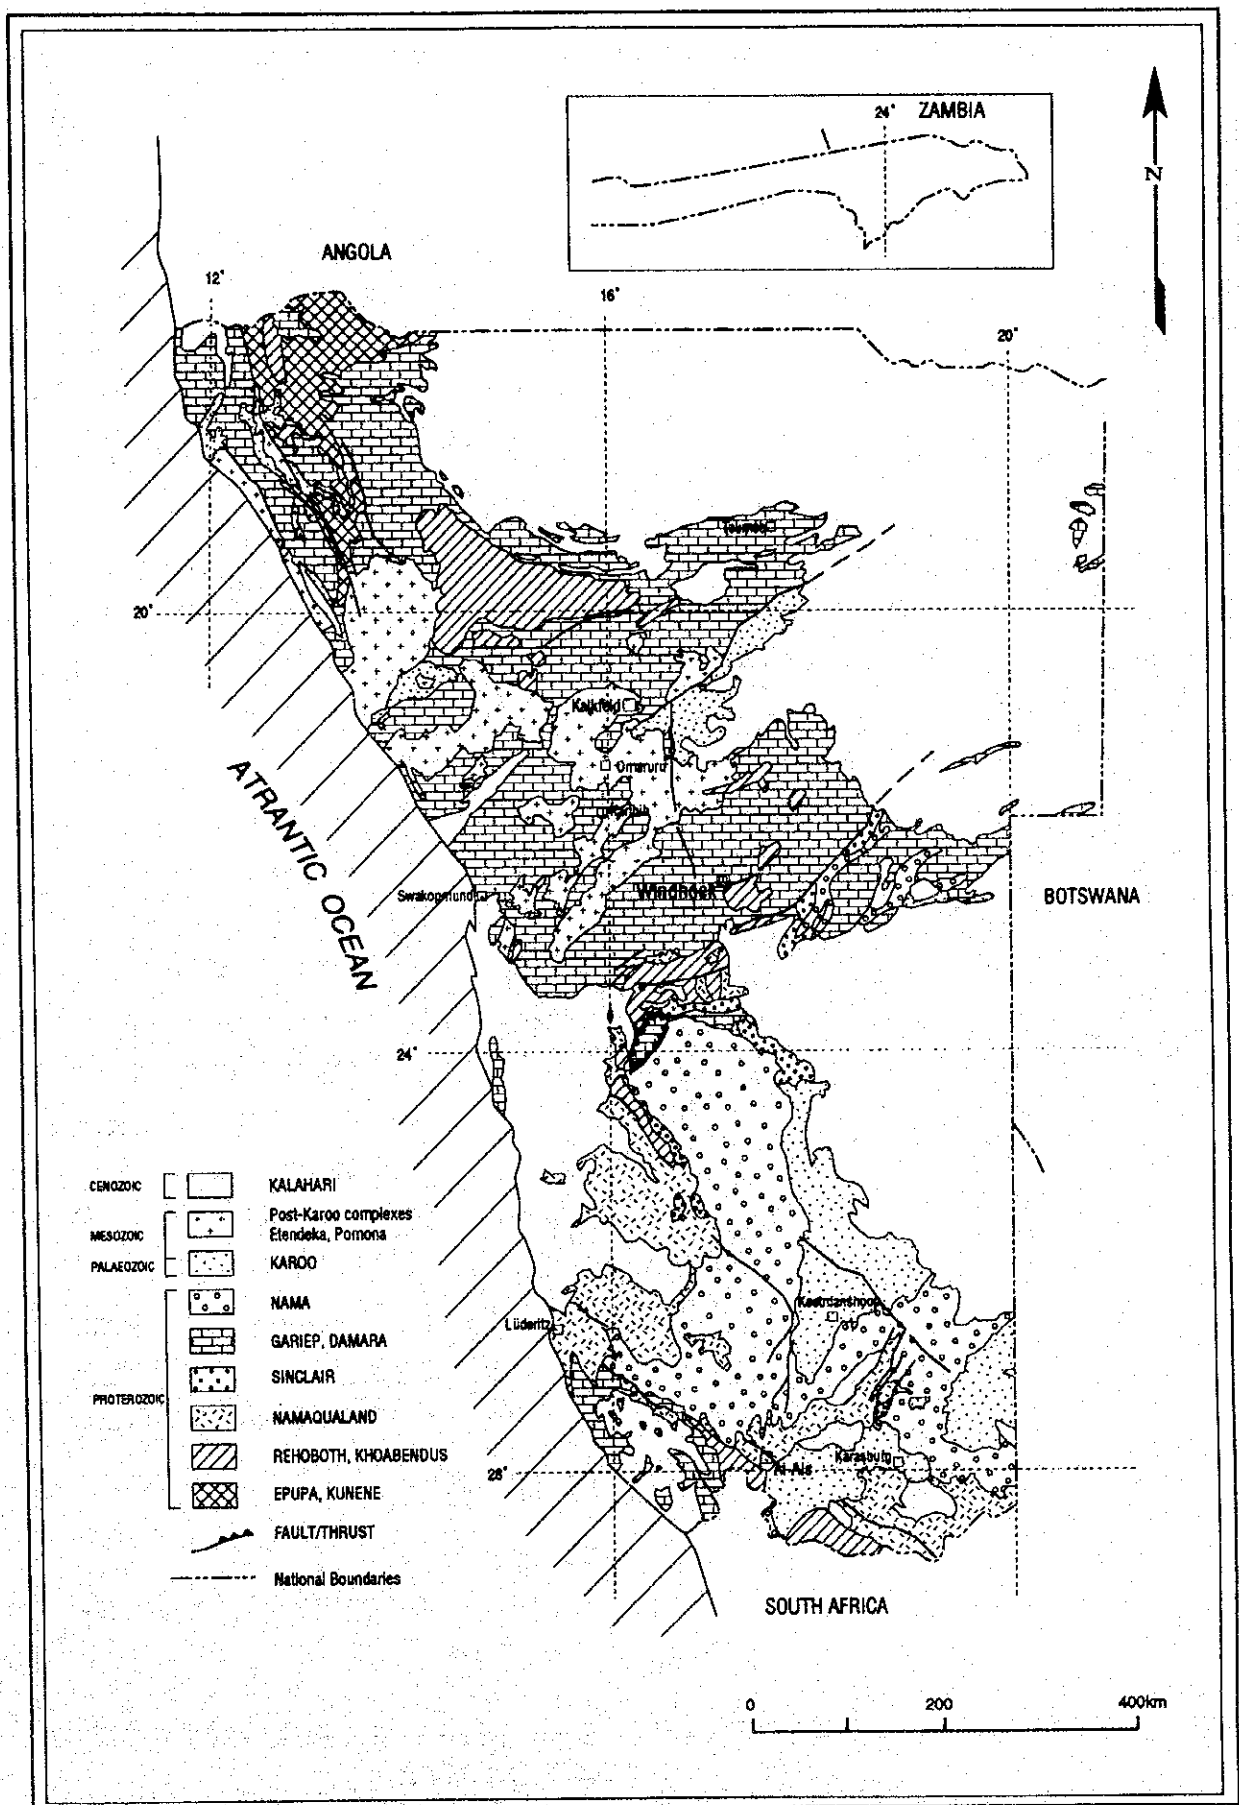 24° ZAMBIA
N
ANGOLA
12°
16°
20°
Tsumeb
20°
Kalkfeld
Omaruru
Karibib
ATRANTIC OCEAN
Swakopmund
Windhoek
BOTSWANA
24°
CENOZOIC
KALAHARI
MESOZOIC
Post-Karoo complexes
Etendeka, Pomona
PALAEOZOIC
KAROO
NAMA
Keetmanshoop
Lüderitz
GARIEP, DAMARA
SINCLAIR
PROTEROZOIC
NAMAQUALAND
REHOBOTH, KHOABENDUS
28°
Ai-Ais
Karasburg
EPUPA, KUNENE
FAULT/THRUST
National Boundaries
SOUTH AFRICA
0 200 400km